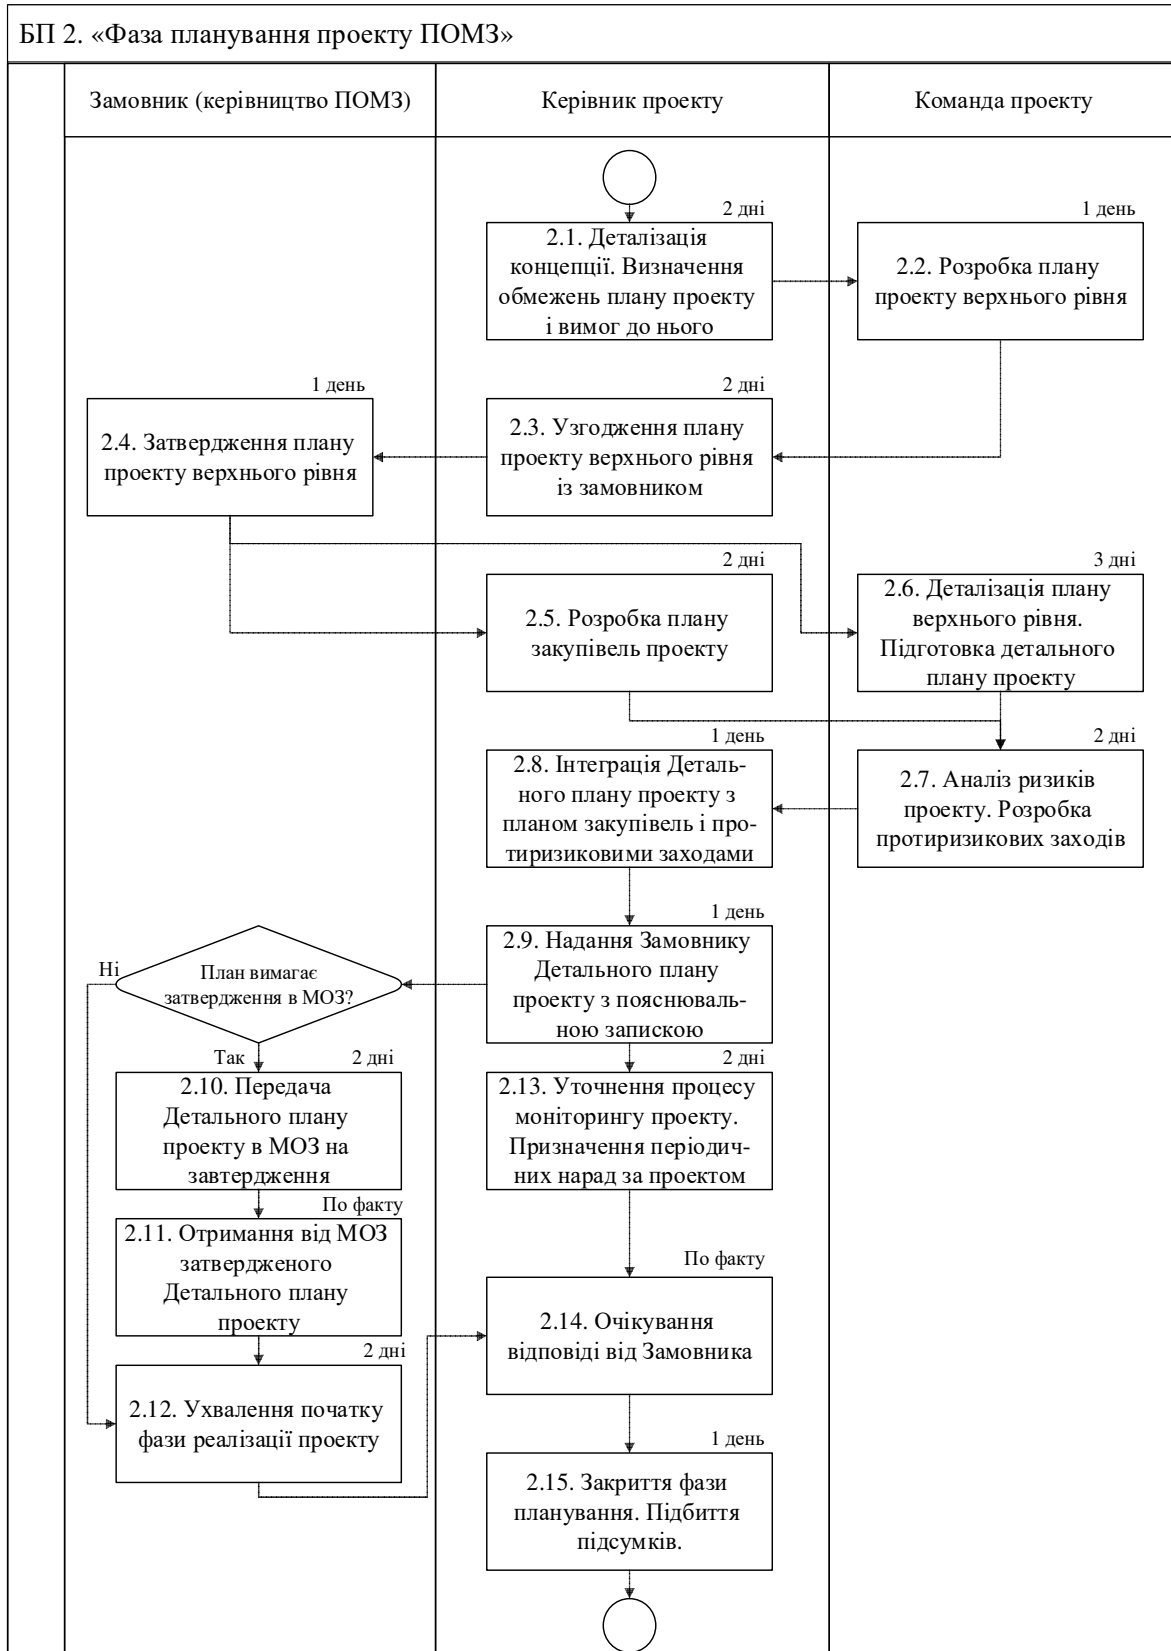 БП 2. «Фаза планування проекту ПОМЗ»
Замовник (керівництво ПОМЗ)
Керівник проекту
Команда проекту
2 дні
2.1. Деталізація
концепції. Визначення
обмежень плану проекту
і вимог до нього
1 день
2.2. Розробка плану
проекту верхнього рівня
1 день
2.4. Затвердження плану
проекту верхнього рівня
2 дні
2.3. Узгодження плану
проекту верхнього рівня
із замовником
2 дні
2.5. Розробка плану
закупівель проекту
3 дні
2.6. Деталізація плану
верхнього рівня.
Підготовка детального
плану проекту
1 день
2.8. Інтеграція Деталь-
ного плану проекту з
планом закупівель і про-
тиризиковими заходами
2 дні
2.7. Аналіз ризиків
проекту. Розробка
протиризикових заходів
1 день
2.9. Надання Замовнику
Детального плану
проекту з пояснюваль-
ною запискою
Ні
План вимагає
затвердження в МОЗ?
Так
2 дні
2.10. Передача
Детального плану
проекту в МОЗ на
завтердження
2 дні
2.13. Уточнення процесу
моніторингу проекту.
Призначення періодич-
них нарад за проектом
По факту
2.11. Отримання від МОЗ
затвердженого
Детального плану
проекту
По факту
2.14. Очікування
відповіді від Замовника
2 дні
2.12. Ухвалення початку
фази реалізації проекту
1 день
2.15. Закриття фази
планування. Підбиття
підсумків.